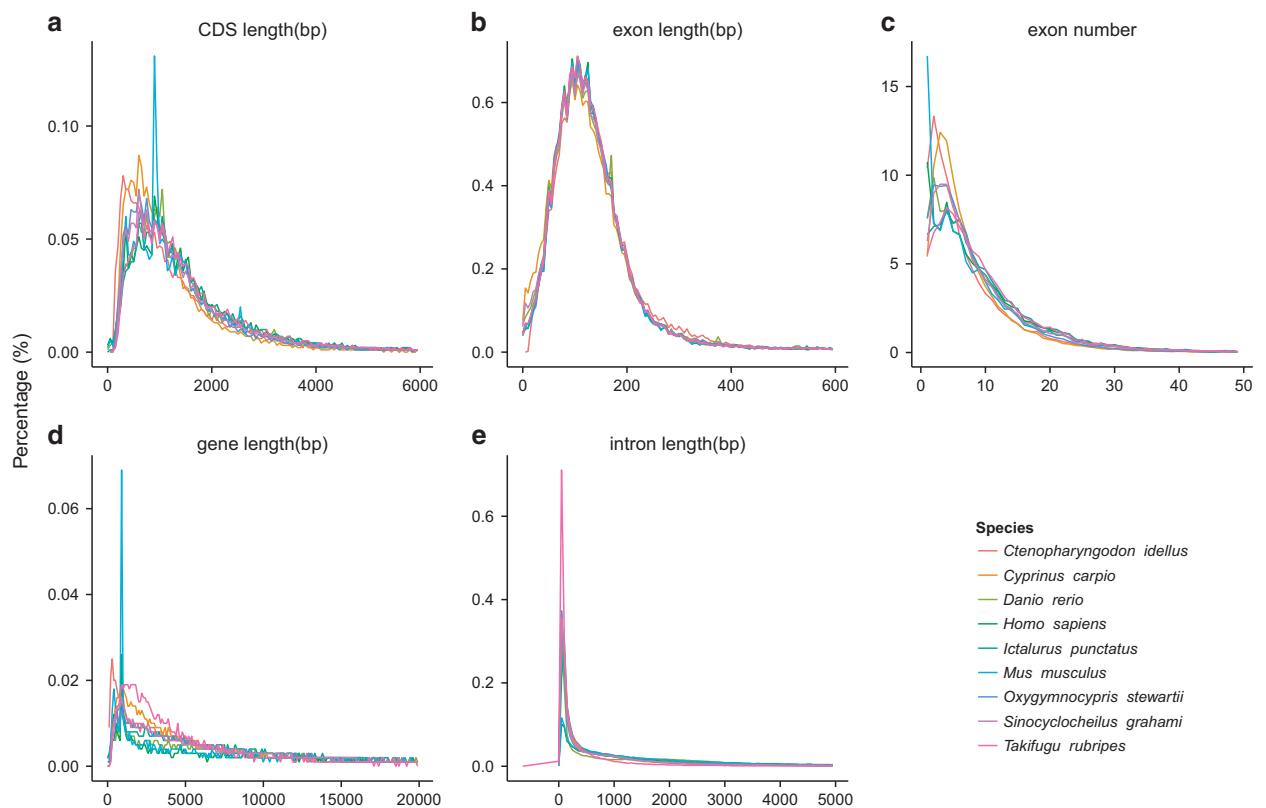 a
CDS length(bp)
b
exon length(bp)
c
exon number
Percentage (%)
0.10
0.05
0.00
0
2000
4000
6000
0.6
0.4
0.2
0.0
0
200
400
600
15
10
5
0
0
10
20
30
40
50
d
gene length(bp)
e
intron length(bp)
0.06
0.04
0.02
0.00
0
5000
10000
15000
20000
0.6
0.4
0.2
0.0
0
1000
2000
3000
4000
5000
Species
Ctenopharyngodon idellus
Cyprinus carpio
Danio rerio
Homo sapiens
Ictalurus punctatus
Mus musculus
Oxygymnocypris stewartii
Sinocyclocheilus grahami
Takifugu rubripes